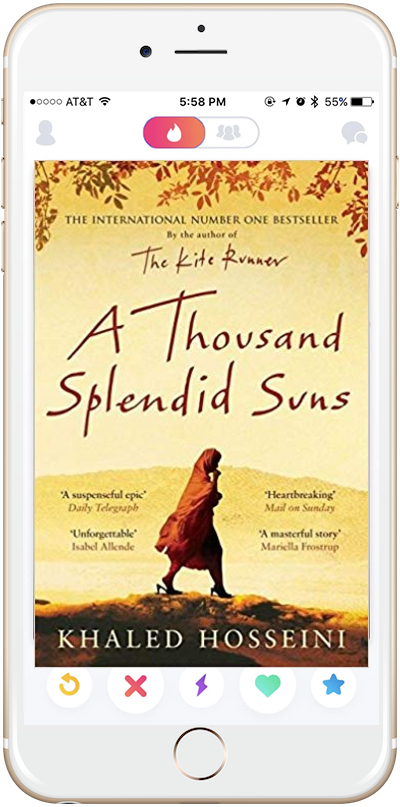 AT&T 5:58 PM 55%
THE INTERNATIONAL NUMBER ONE BESTSELLER
By the author of
The Kite Runner
A Thousand
Splendid Suns
'A suspenseful epic'
Daily Telegraph
'Heartbreaking'
Mail on Sunday
'Unforgettable'
Isabel Allende
'A masterful story'
Mariella Frostrup
KHALED HOSSEINI